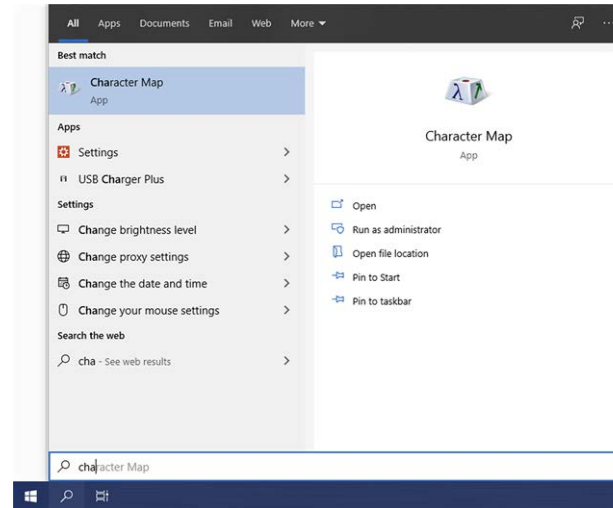 All Apps Documents Email Web More
Best match
Character Map
App
Apps
Settings
USB Charger Plus
Settings
Change brightness level
Change proxy settings
Change the date and time
Change your mouse settings
Search the web
cha - See web results
Character Map
App
Open
Run as administrator
Open file location
Pin to Start
Pin to taskbar
character Map